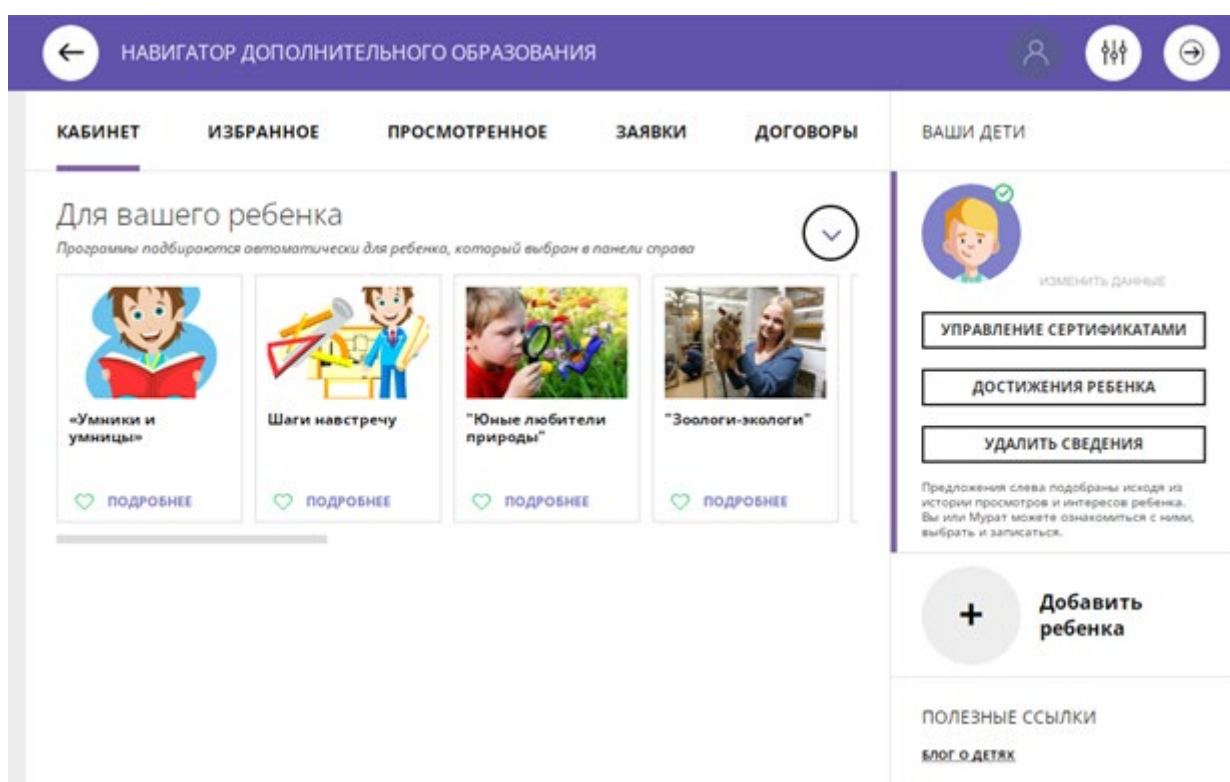 НАВИГАТОР ДОПОЛНИТЕЛЬНОГО ОБРАЗОВАНИЯ
КАБИНЕТ
ИЗБРАННОЕ
ПРОСМОТРЕННОЕ
ЗАЯВКИ
ДОГОВОРЫ
Для вашего ребенка
Программы подбираются автоматически для ребенка, который выбран в панели справа
«Умники и
умницы»
ПОДРОБНЕЕ
Шаги навстречу
ПОДРОБНЕЕ
"Юные любители
природы"
ПОДРОБНЕЕ
"Зоологи-экологи"
ПОДРОБНЕЕ
ВАШИ ДЕТИ
ИЗМЕНИТЬ ДАННЫЕ
УПРАВЛЕНИЕ СЕРТИФИКАТАМИ
ДОСТИЖЕНИЯ РЕБЕНКА
УДАЛИТЬ СВЕДЕНИЯ
Предложения слева подобраны исходя из
истории просмотров и интересов ребенка.
Вы или Мурат можете ознакомиться с ними,
выбрать и записаться.
+
Добавить
ребенка
ПОЛЕЗНЫЕ ССЫЛКИ
БЛОГ О ДЕТЯХ